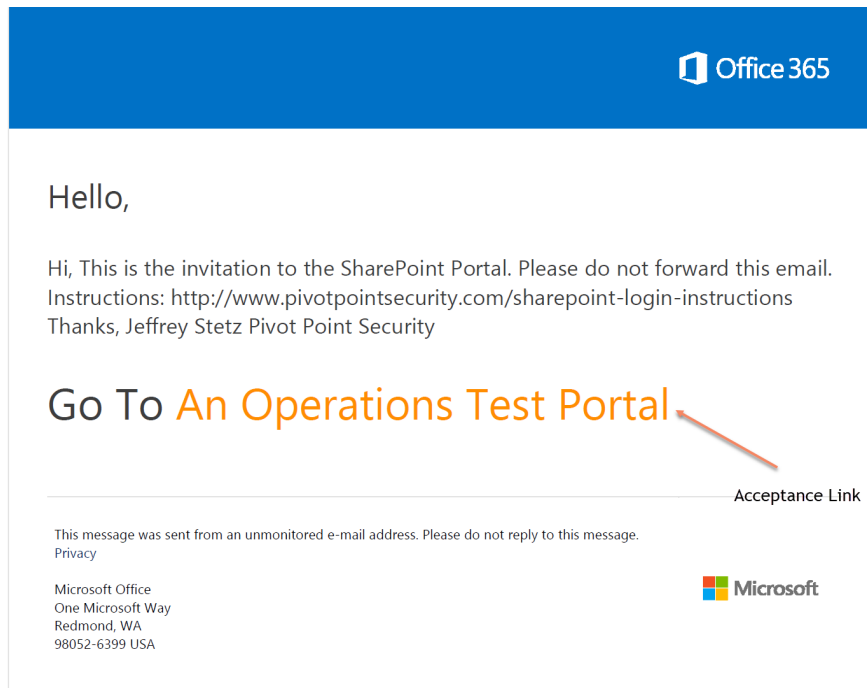 Office 365
Hello,
Hi, This is the invitation to the SharePoint Portal. Please do not forward this email.
Instructions: http://www.pivotpointsecurity.com/sharepoint-login-instructions
Thanks, Jeffrey Stetz Pivot Point Security
Go To An Operations Test Portal
Acceptance Link
This message was sent from an unmonitored e-mail address. Please do not reply to this message.
Privacy
Microsoft Office
One Microsoft Way
Redmond, WA
98052-6399 USA
Microsoft